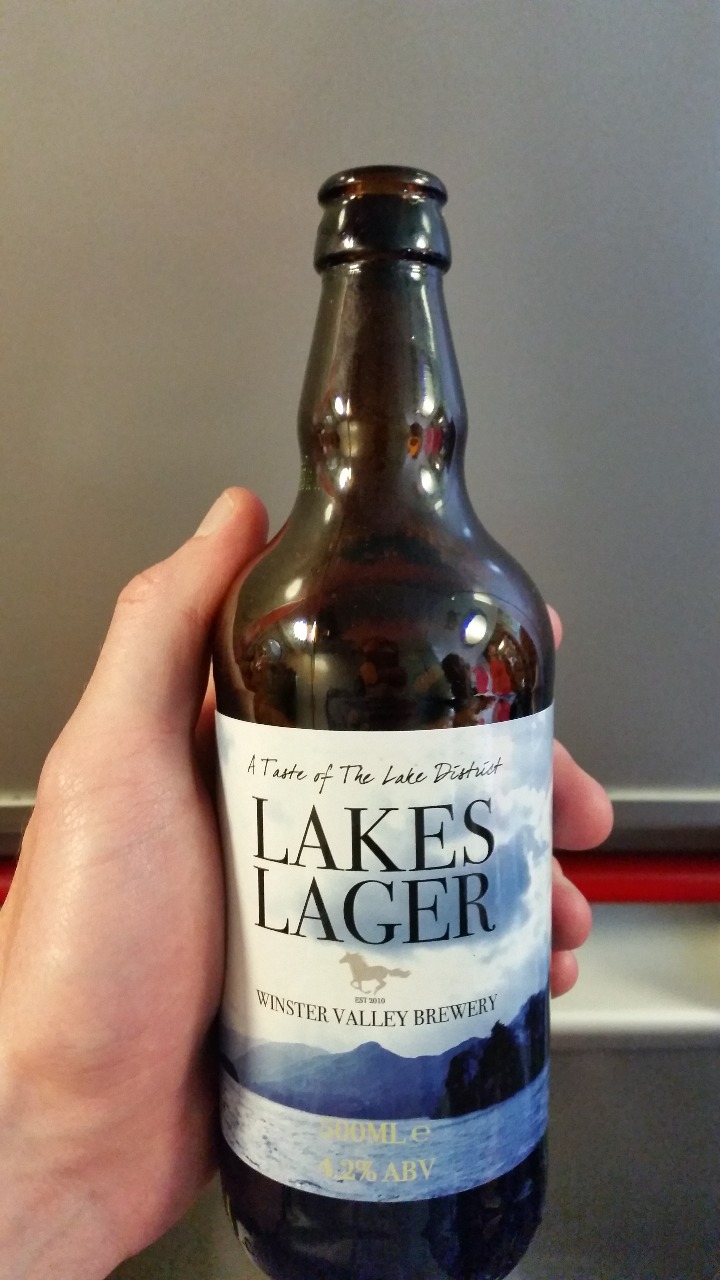 A Taste of The Lake District
LAKES
LAGER
EST 2010
WINSTER VALLEY BREWERY
500ML ℮
4.2% ABV